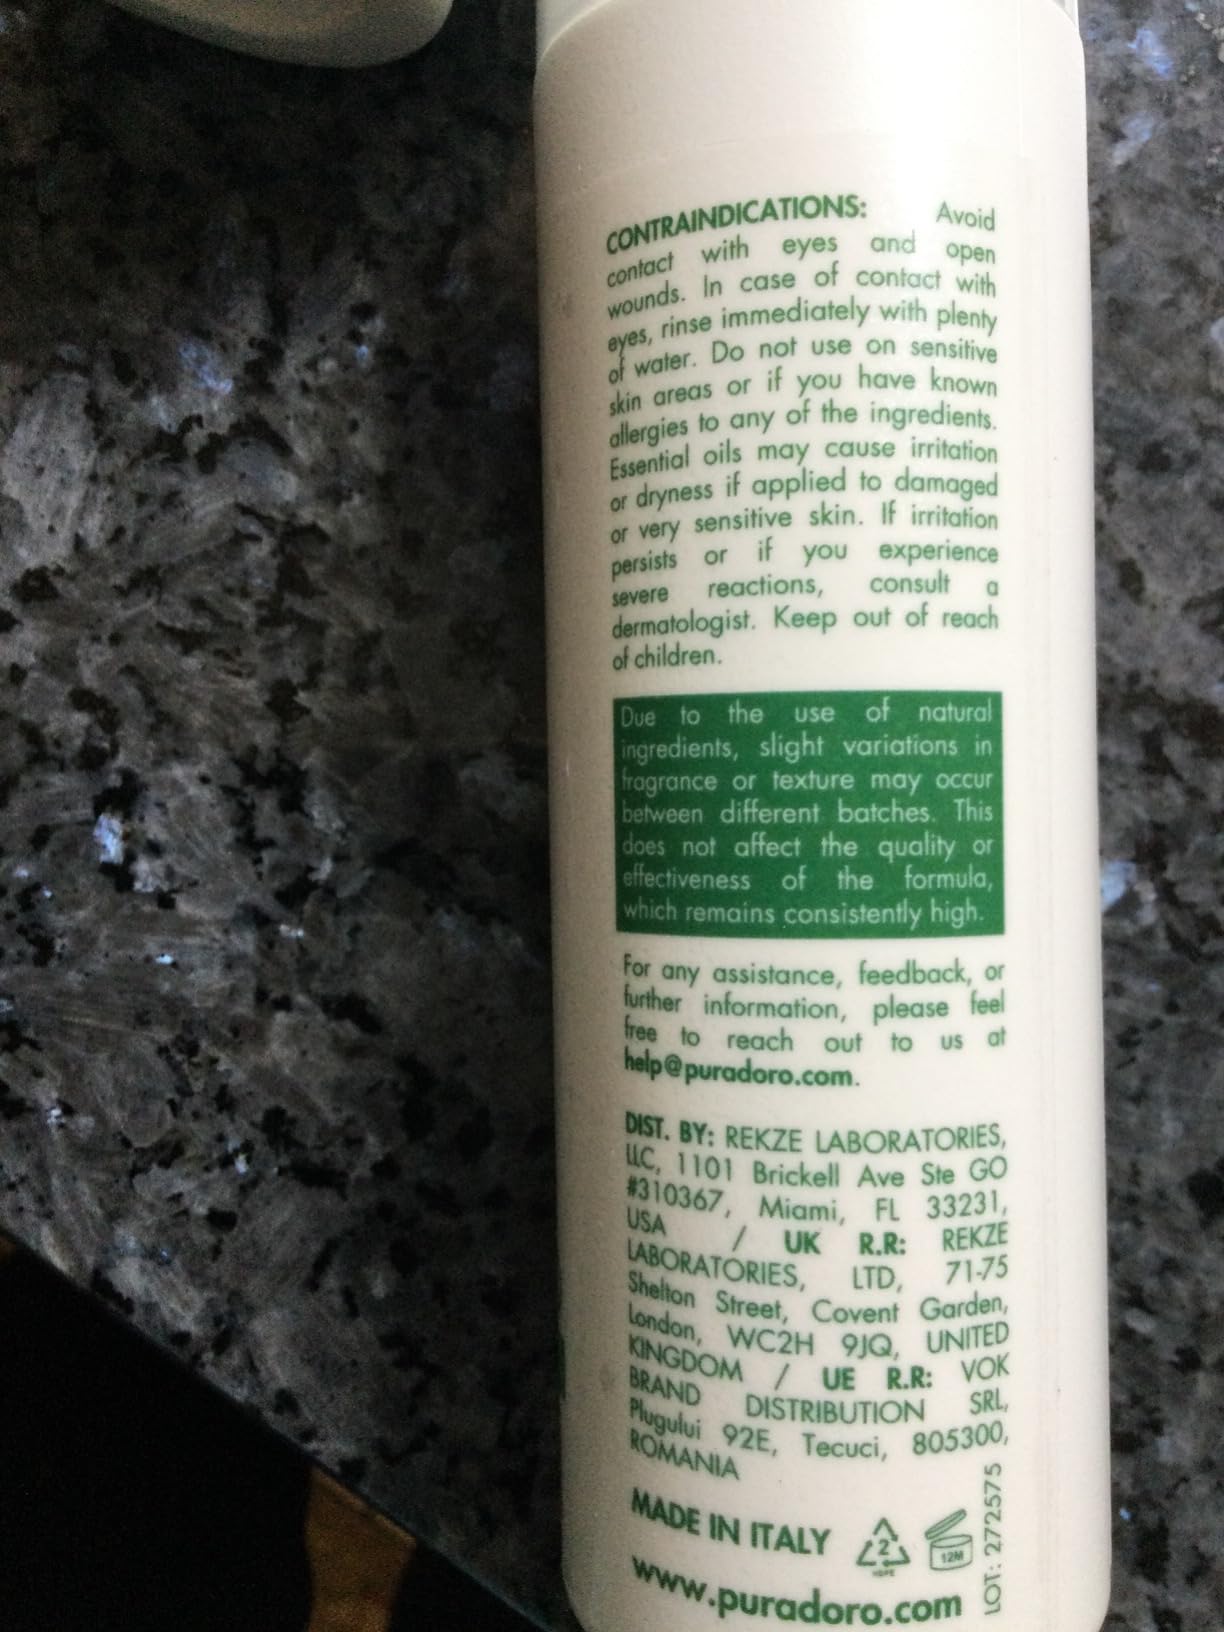 CONTRAINDICATIONS: Avoid
contact with eyes and open
wounds. In case of contact with
eyes, rinse immediately with plenty
of water. Do not use on sensitive
skin areas or if you have known
allergies to any of the ingredients.
Essential oils may cause irritation
or dryness if applied to damaged
or very sensitive skin. If irritation
persists or if you experience
severe reactions, consult a
dermatologist. Keep out of reach
of children.
Due to the use of natural
ingredients, slight variations in
fragrance or texture may occur
between different batches. This
does not affect the quality or
effectiveness of the formula,
which remains consistently high.
For any assistance, feedback, or
further information, please feel
free to reach out to us at
help@puradoro.com.
DIST. BY: REKZE LABORATORIES,
LLC, 1101 Brickell Ave Ste GO
#310367, Miami, FL 33231,
USA / UK R.R: REKZE
LABORATORIES, LTD, 71-75
Shelton Street, Covent Garden,
London, WC2H 9JQ, UNITED
KINGDOM / UE R.R: VOK
BRAND DISTRIBUTION SRL,
Plugului 92E, Tecuci, 805300,
ROMANIA
MADE IN ITALY
2
HDPE
12M
LOT: 272575
www.puradoro.com